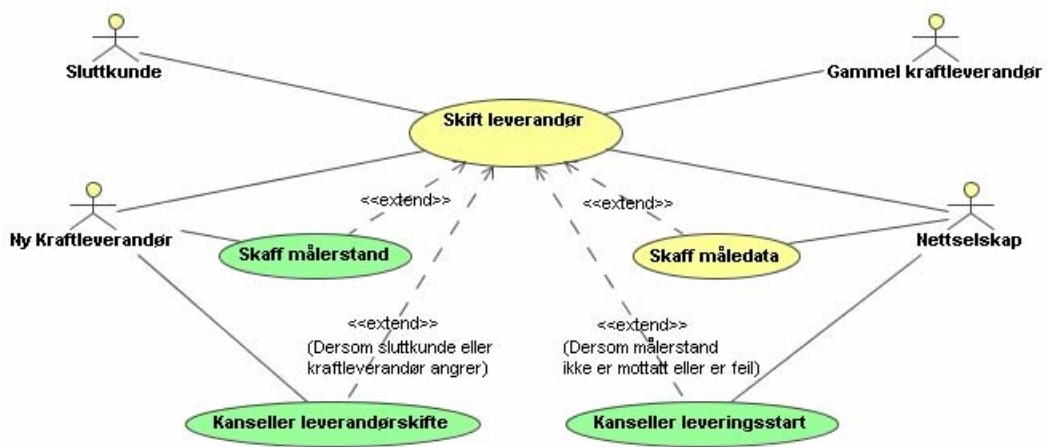 Sluttkunde
Gammel kraftleverandør
Skift leverandør
<<extend>>
<<extend>>
Ny Kraftleverandør
Skaff målerstand
Skaff måledata
Nettselskap
<<extend>>
(Dersom sluttkunde eller
kraftleverandør angrer)
<<extend>>
(Dersom målerstand
ikke er mottatt eller er feil)
Kanseller leverandørskifte
Kanseller leveringsstart